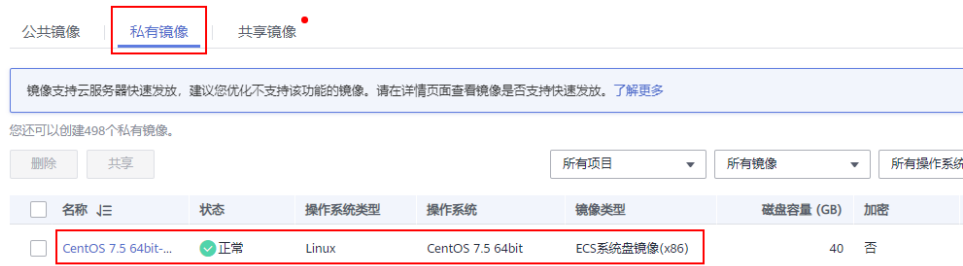 公共镜像 私有镜像 共享镜像
镜像支持云服务器快速发放，建议您优化不支持该功能的镜像。请在详情页面查看镜像是否支持快速发放。了解更多
您还可以创建498个私有镜像。
删除 共享 所有项目 所有镜像 所有操作系统
名称 状态 操作系统类型 操作系统 镜像类型 磁盘容量 (GB) 加密
CentOS 7.5 64bit-... 正常 Linux CentOS 7.5 64bit ECS系统盘镜像(x86) 40 否